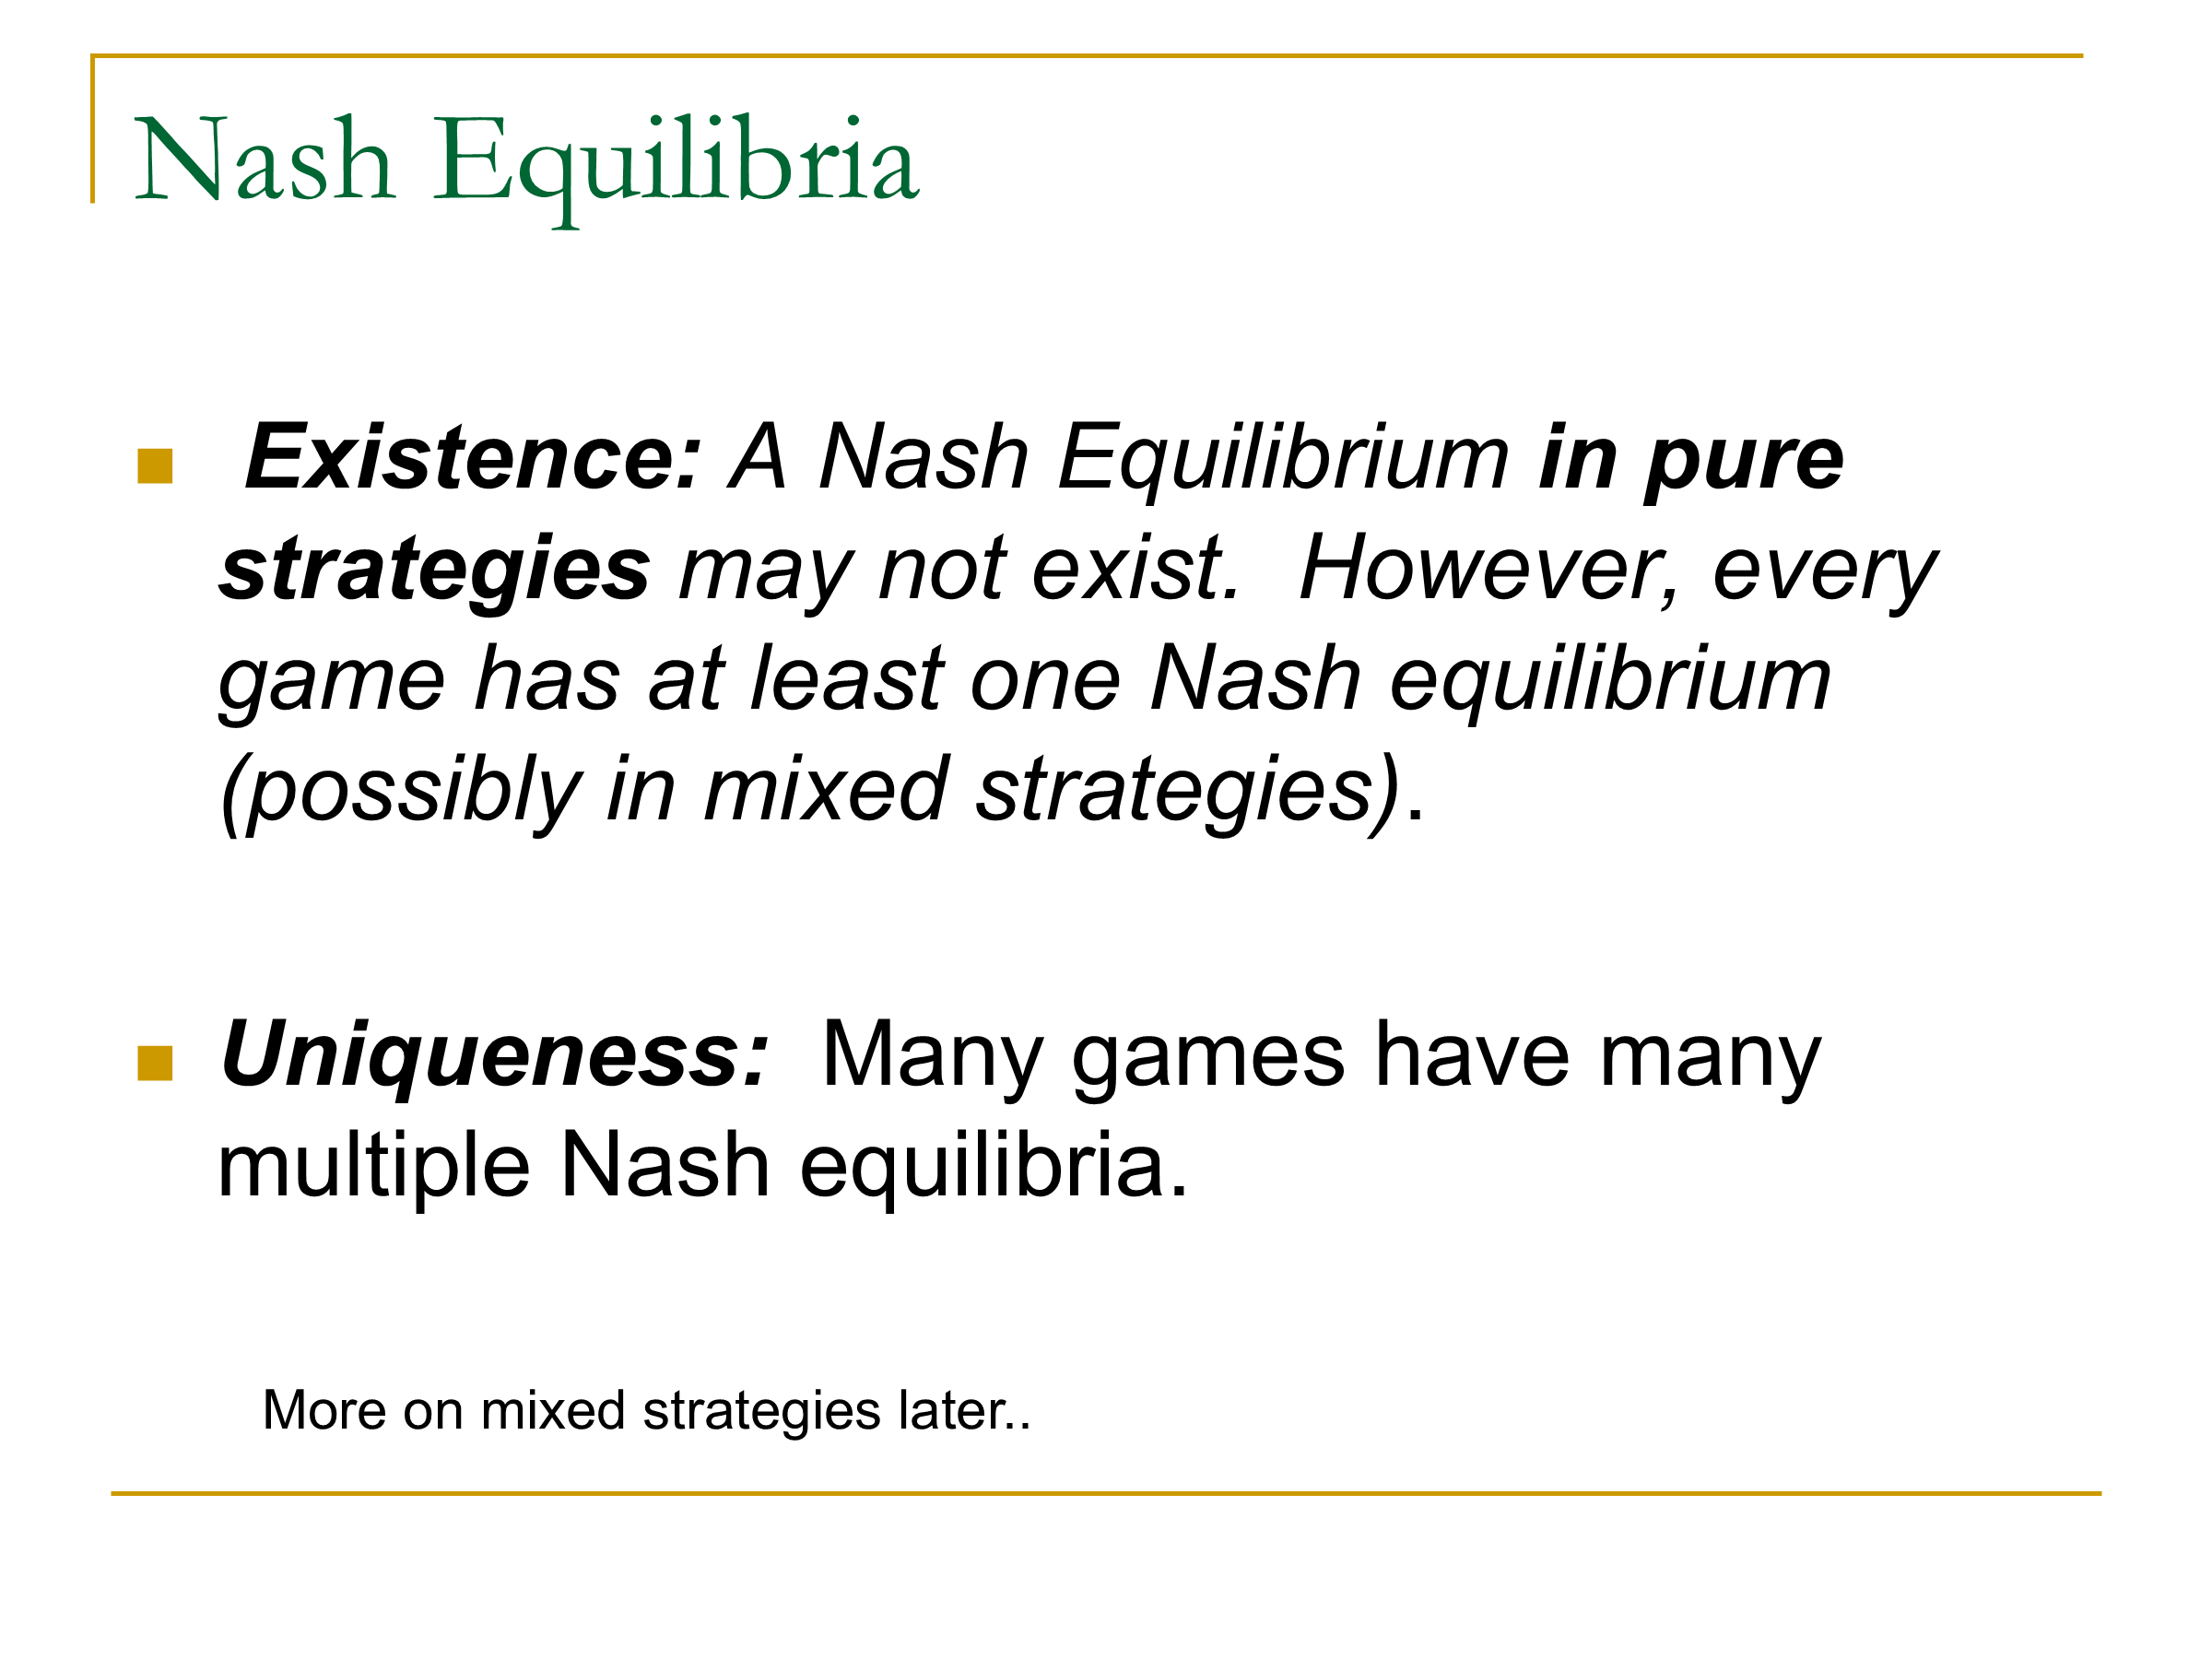 Nash Equilibria
Existence: A Nash Equilibrium in pure
strategies may not exist. However, every
game has at least one Nash equilibrium
(possibly in mixed strategies).
Uniqueness: Many games have many
multiple Nash equilibria.
More on mixed strategies later..